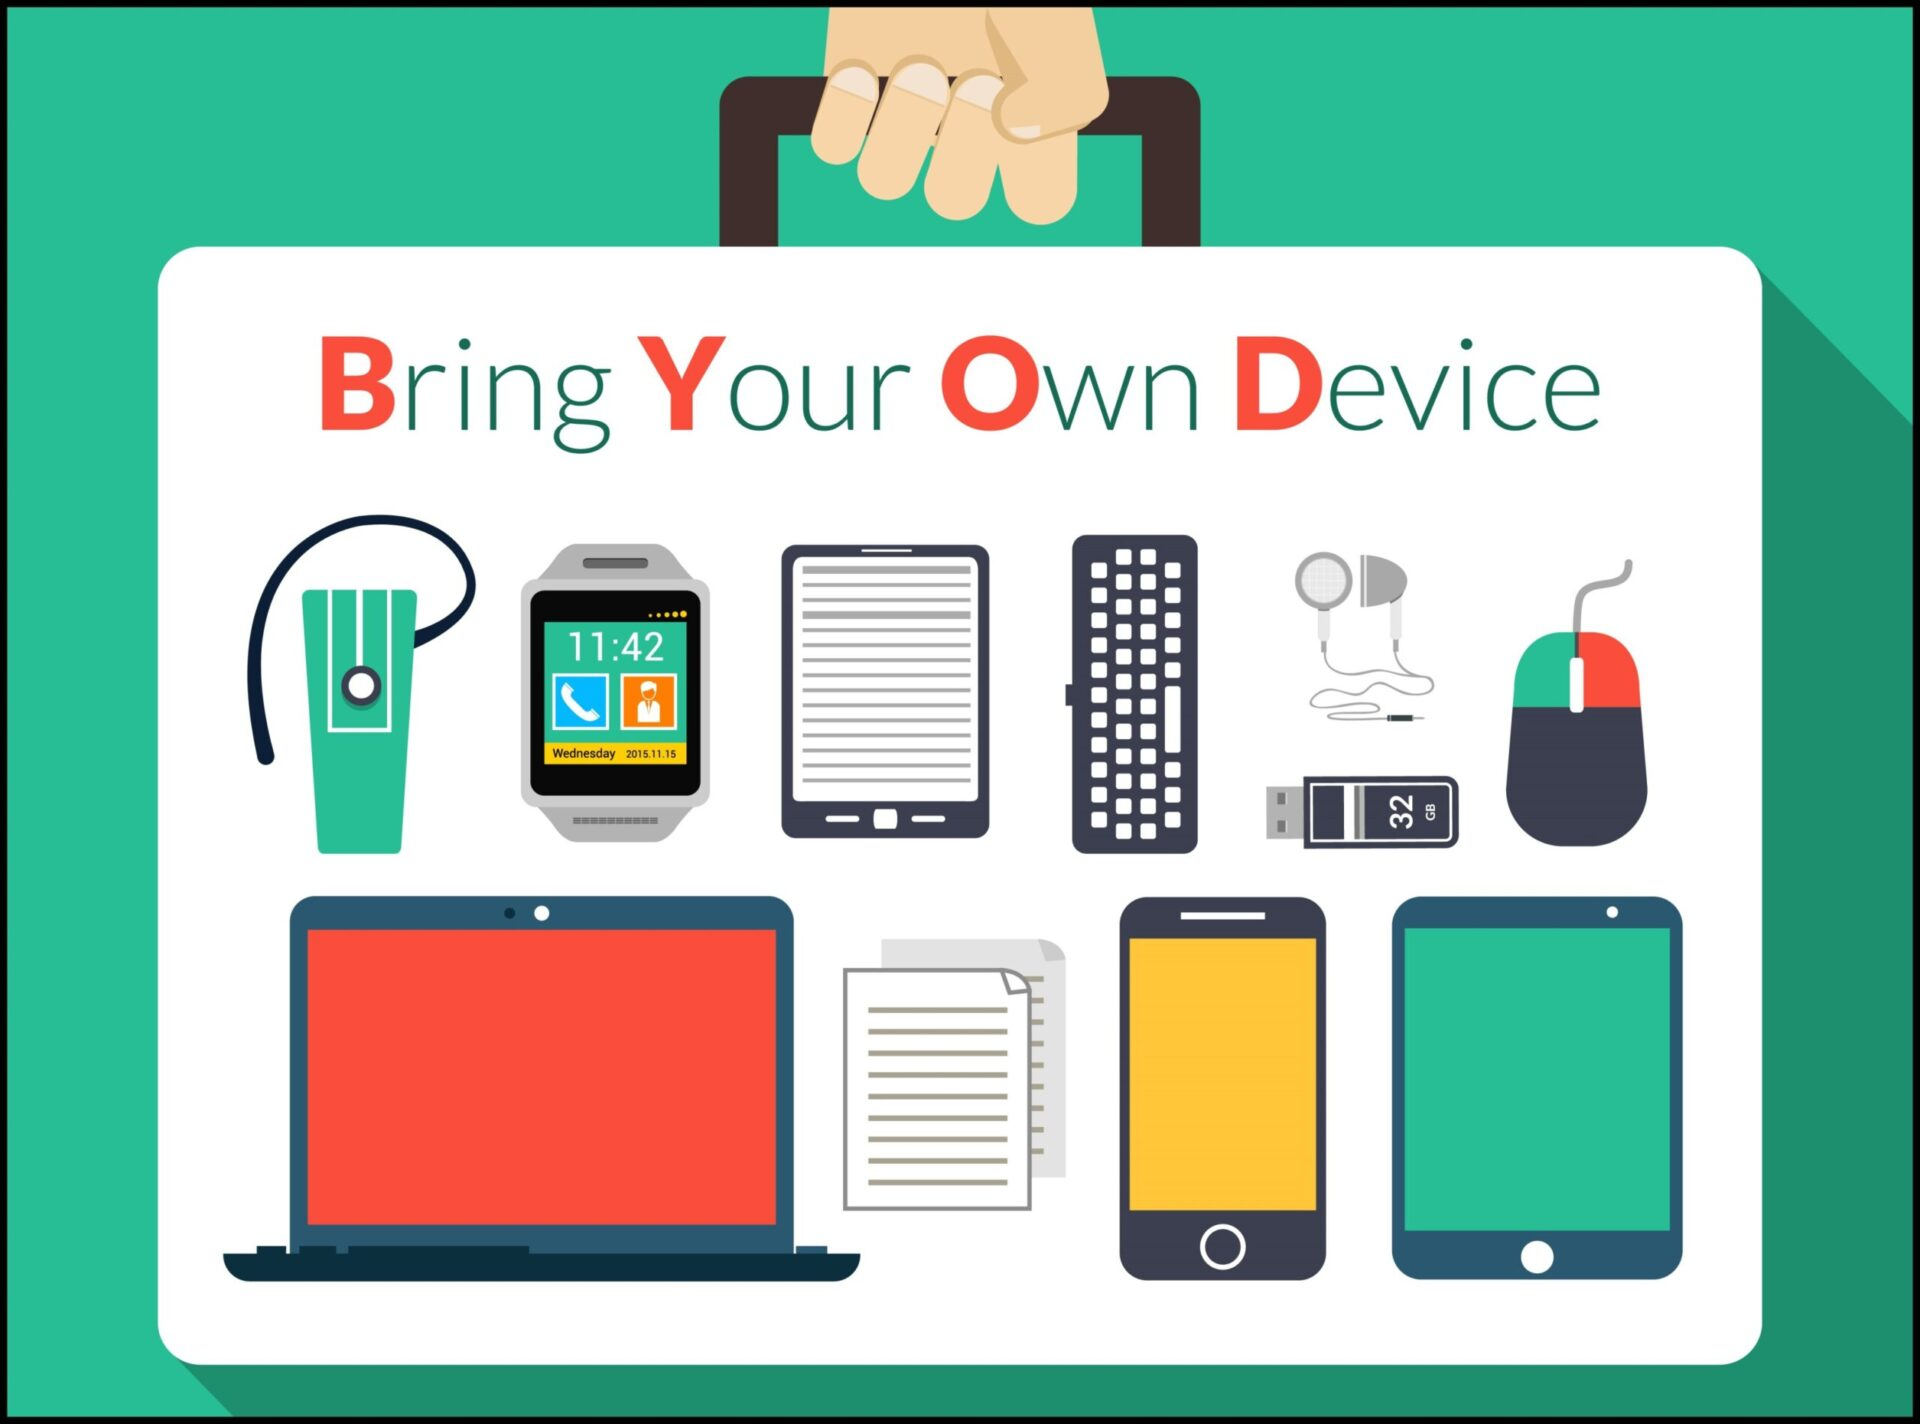 Bring Your Own Device
11:42
Wednesday 2015.11.15
32 GB